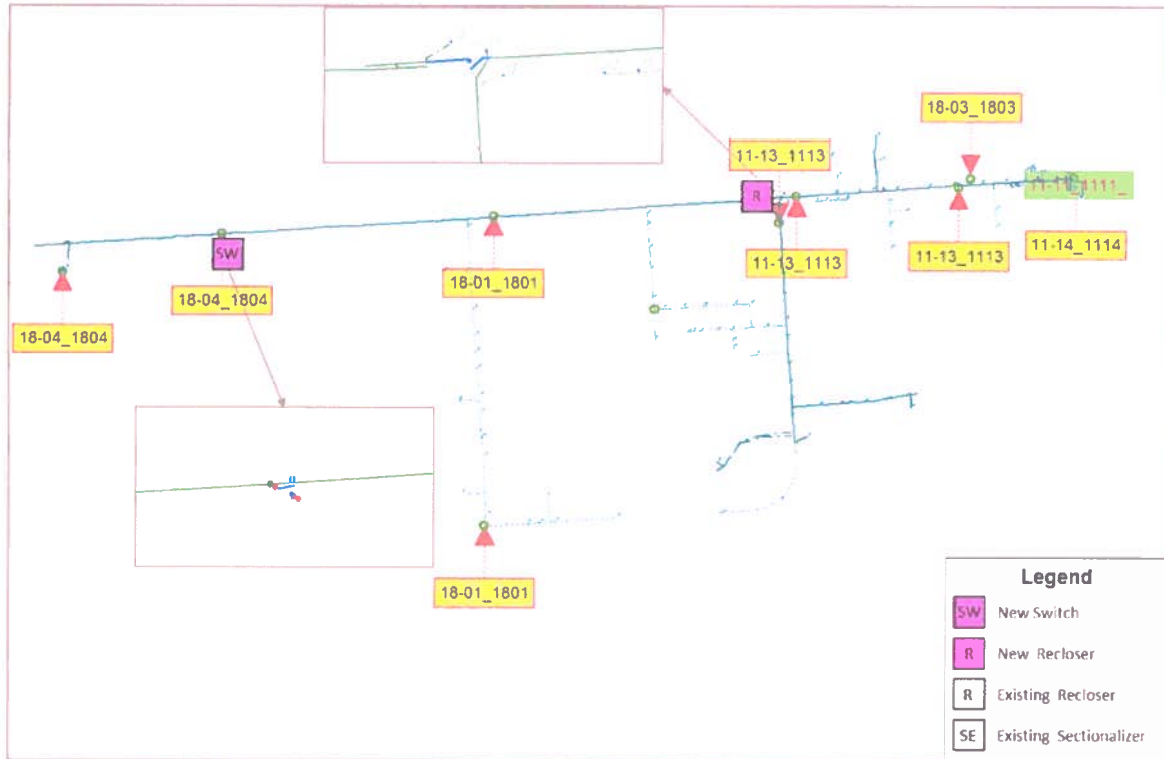 18-03_1803
11-13_1113
R
SW
18-01_1801
11-13_1113
11-13_1113
11-14_1114
18-04_1804
18-04_1804
18-01_1801
Legend
SW New Switch
R New Recloser
R Existing Recloser
SE Existing Sectionalizer